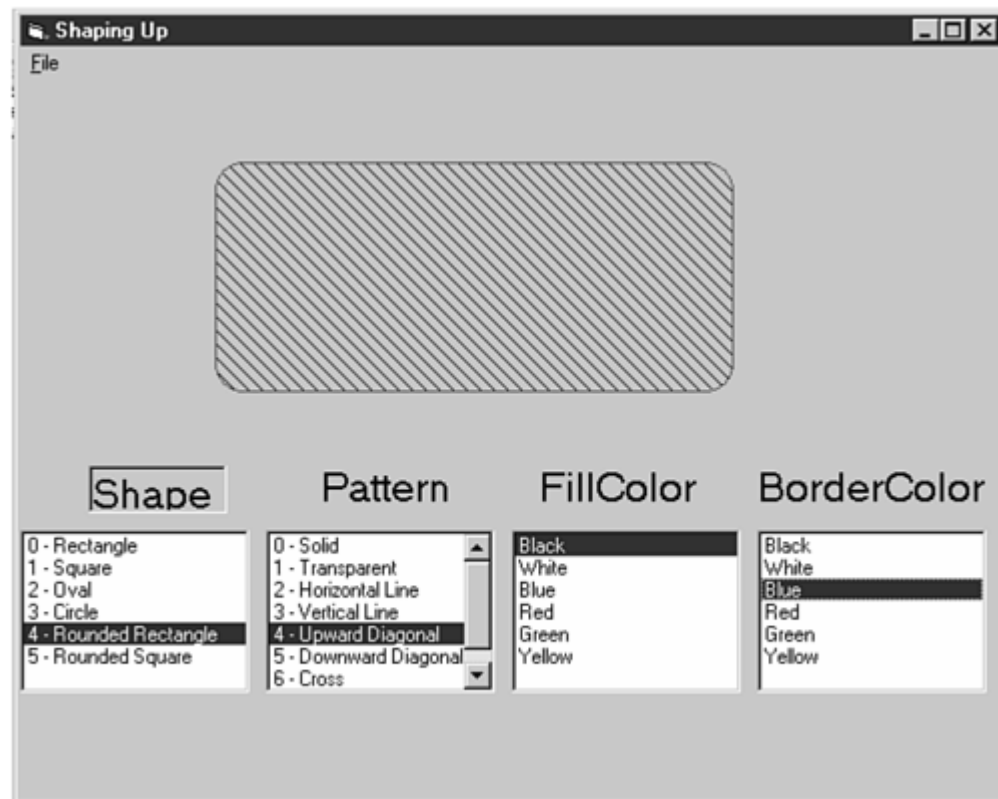 Shaping Up
File
Shape
Pattern
FillColor
BorderColor
0 - Rectangle
1 - Square
2 - Oval
3 - Circle
4 - Rounded Rectangle
5 - Rounded Square
0 - Solid
1 - Transparent
2 - Horizontal Line
3 - Vertical Line
4 - Upward Diagonal
5 - Downward Diagonal
6 - Cross
Black
White
Blue
Red
Green
Yellow
Black
White
Blue
Red
Green
Yellow